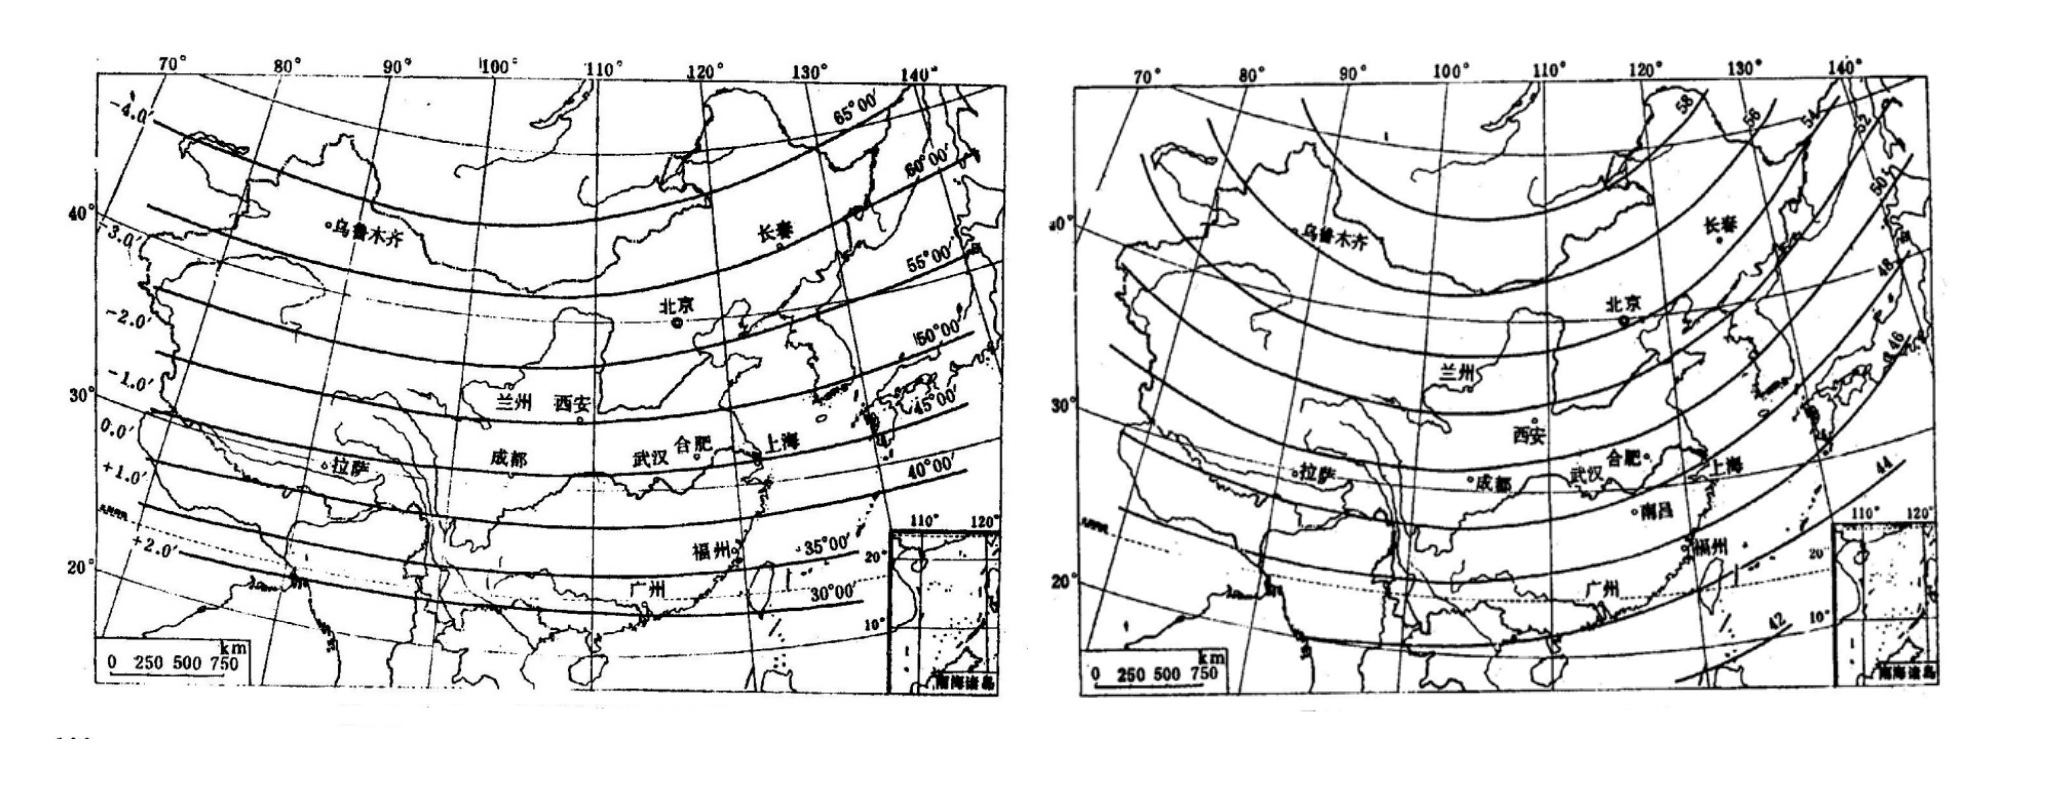 70° 80° 90° 100° 110° 120° 130° 140°
-4.0′
65°00′
60°00′
乌鲁木齐
长春
40°
-3.0′
55°00′
北京
-2.0′
50°00′
-1.0′
30°
兰州 西安
45°00′
0.0′
合肥
上海
成都
武汉
拉萨
40°00′
+1.0′
110° 120°
+2.0′
福州
35°00′
20°
20°
广州
30°00′
10°
km
0 250 500 750
南海诸岛
70° 80° 90° 100° 110° 120° 130° 140°
58
56
54
52
50
乌鲁木齐
长春
48
北京
46
兰州
30°
西安
44
拉萨
成都
武汉
合肥
上海
南昌
110° 120°
福州
20°
20°
广州
42
10°
km
0 250 500 750
南海诸岛